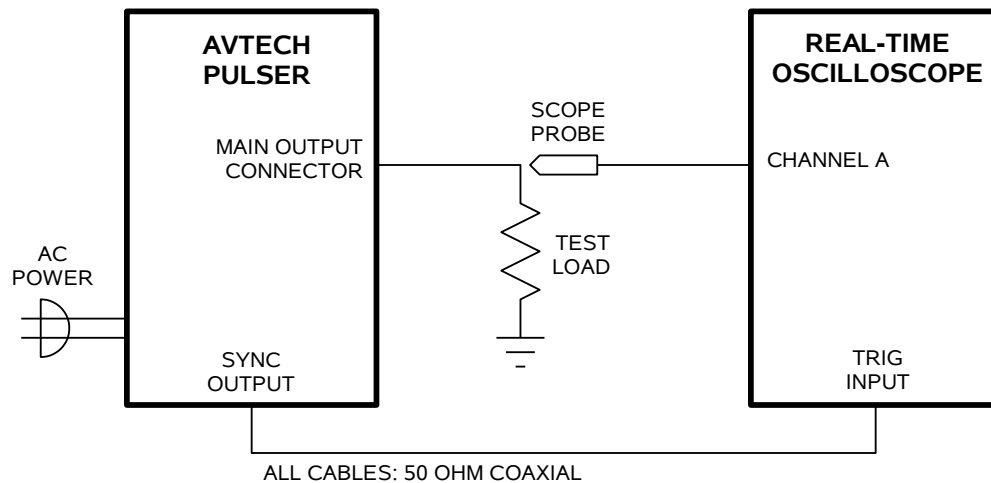 AVTECH
PULSER
REAL-TIME
OSCILLOSCOPE
SCOPE
PROBE
MAIN OUTPUT
CONNECTOR
CHANNEL A
TEST
LOAD
AC
POWER
SYNC
OUTPUT
TRIG
INPUT
ALL CABLES: 50 OHM COAXIAL